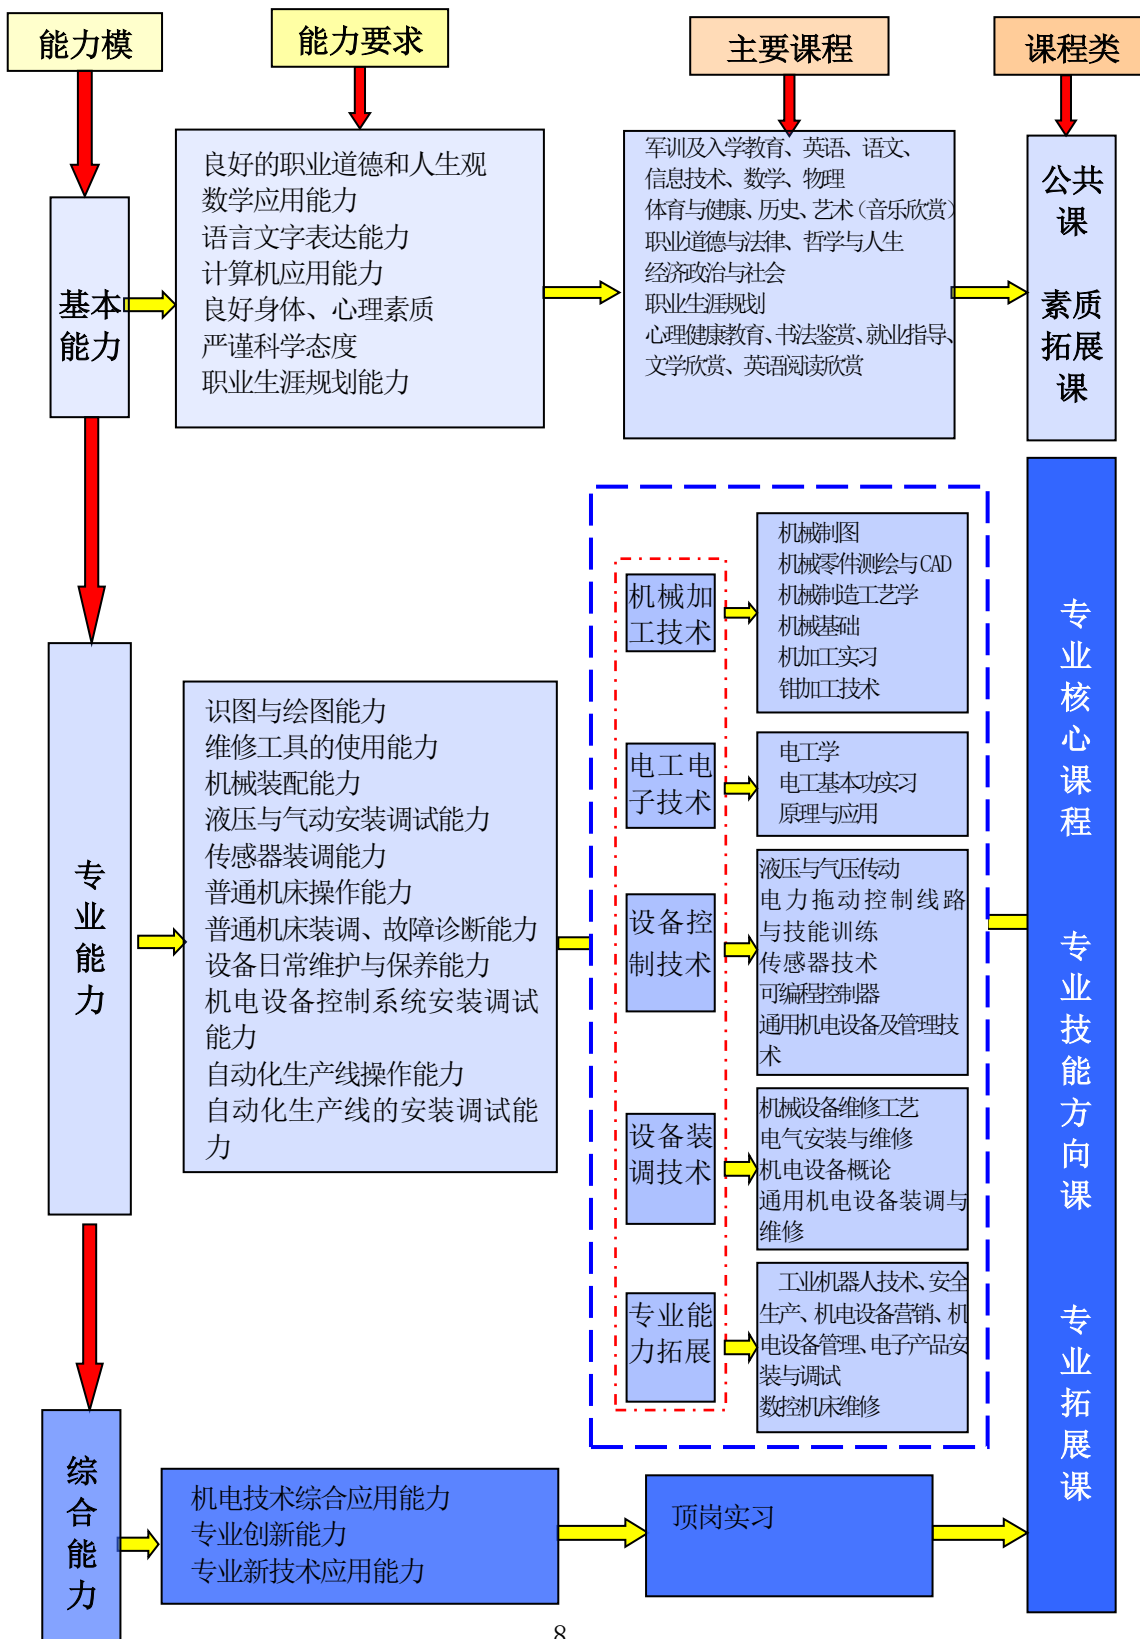 能力模
能力要求
主要课程
课程类
基本
能力
良好的职业道德和人生观
数学应用能力
语言文字表达能力
计算机应用能力
良好身体、心理素质
严谨科学态度
职业生涯规划能力
军训及入学教育、英语、语文、
信息技术、数学、物理
体育与健康、历史、艺术（音乐欣赏）
职业道德与法律、哲学与人生
经济政治与社会
职业生涯规划
心理健康教育、书法鉴赏、就业指导、
文学欣赏、英语阅读欣赏
公共
课
素质
拓展
课
专业能力
识图与绘图能力
维修工具的使用能力
机械装配能力
液压与气动安装调试能力
传感器装调能力
普通机床操作能力
普通机床装调、故障诊断能力
设备日常维护与保养能力
机电设备控制系统安装调试
能力
自动化生产线操作能力
自动化生产线的安装调试能
力
机械加
工技术
机械制图
机械零件测绘与CAD
机械制造工艺学
机械基础
机加工实习
钳加工技术
电工电
子技术
电工学
电工基本功实习
原理与应用
设备控
制技术
液压与气压传动
电力拖动控制线路
与技能训练
传感器技术
可编程控制器
通用机电设备及管理技
术
设备装
调技术
机械设备维修工艺
电气安装与维修
机电设备概论
通用机电设备装调与
维修
专业能
力拓展
工业机器人技术、安全
生产、机电设备营销、机
电设备管理、电子产品安
装与调试
数控机床维修
专业核心课程
专业技能方向课
专业拓展课
综合能力
机电技术综合应用能力
专业创新能力
专业新技术应用能力
顶岗实习
8